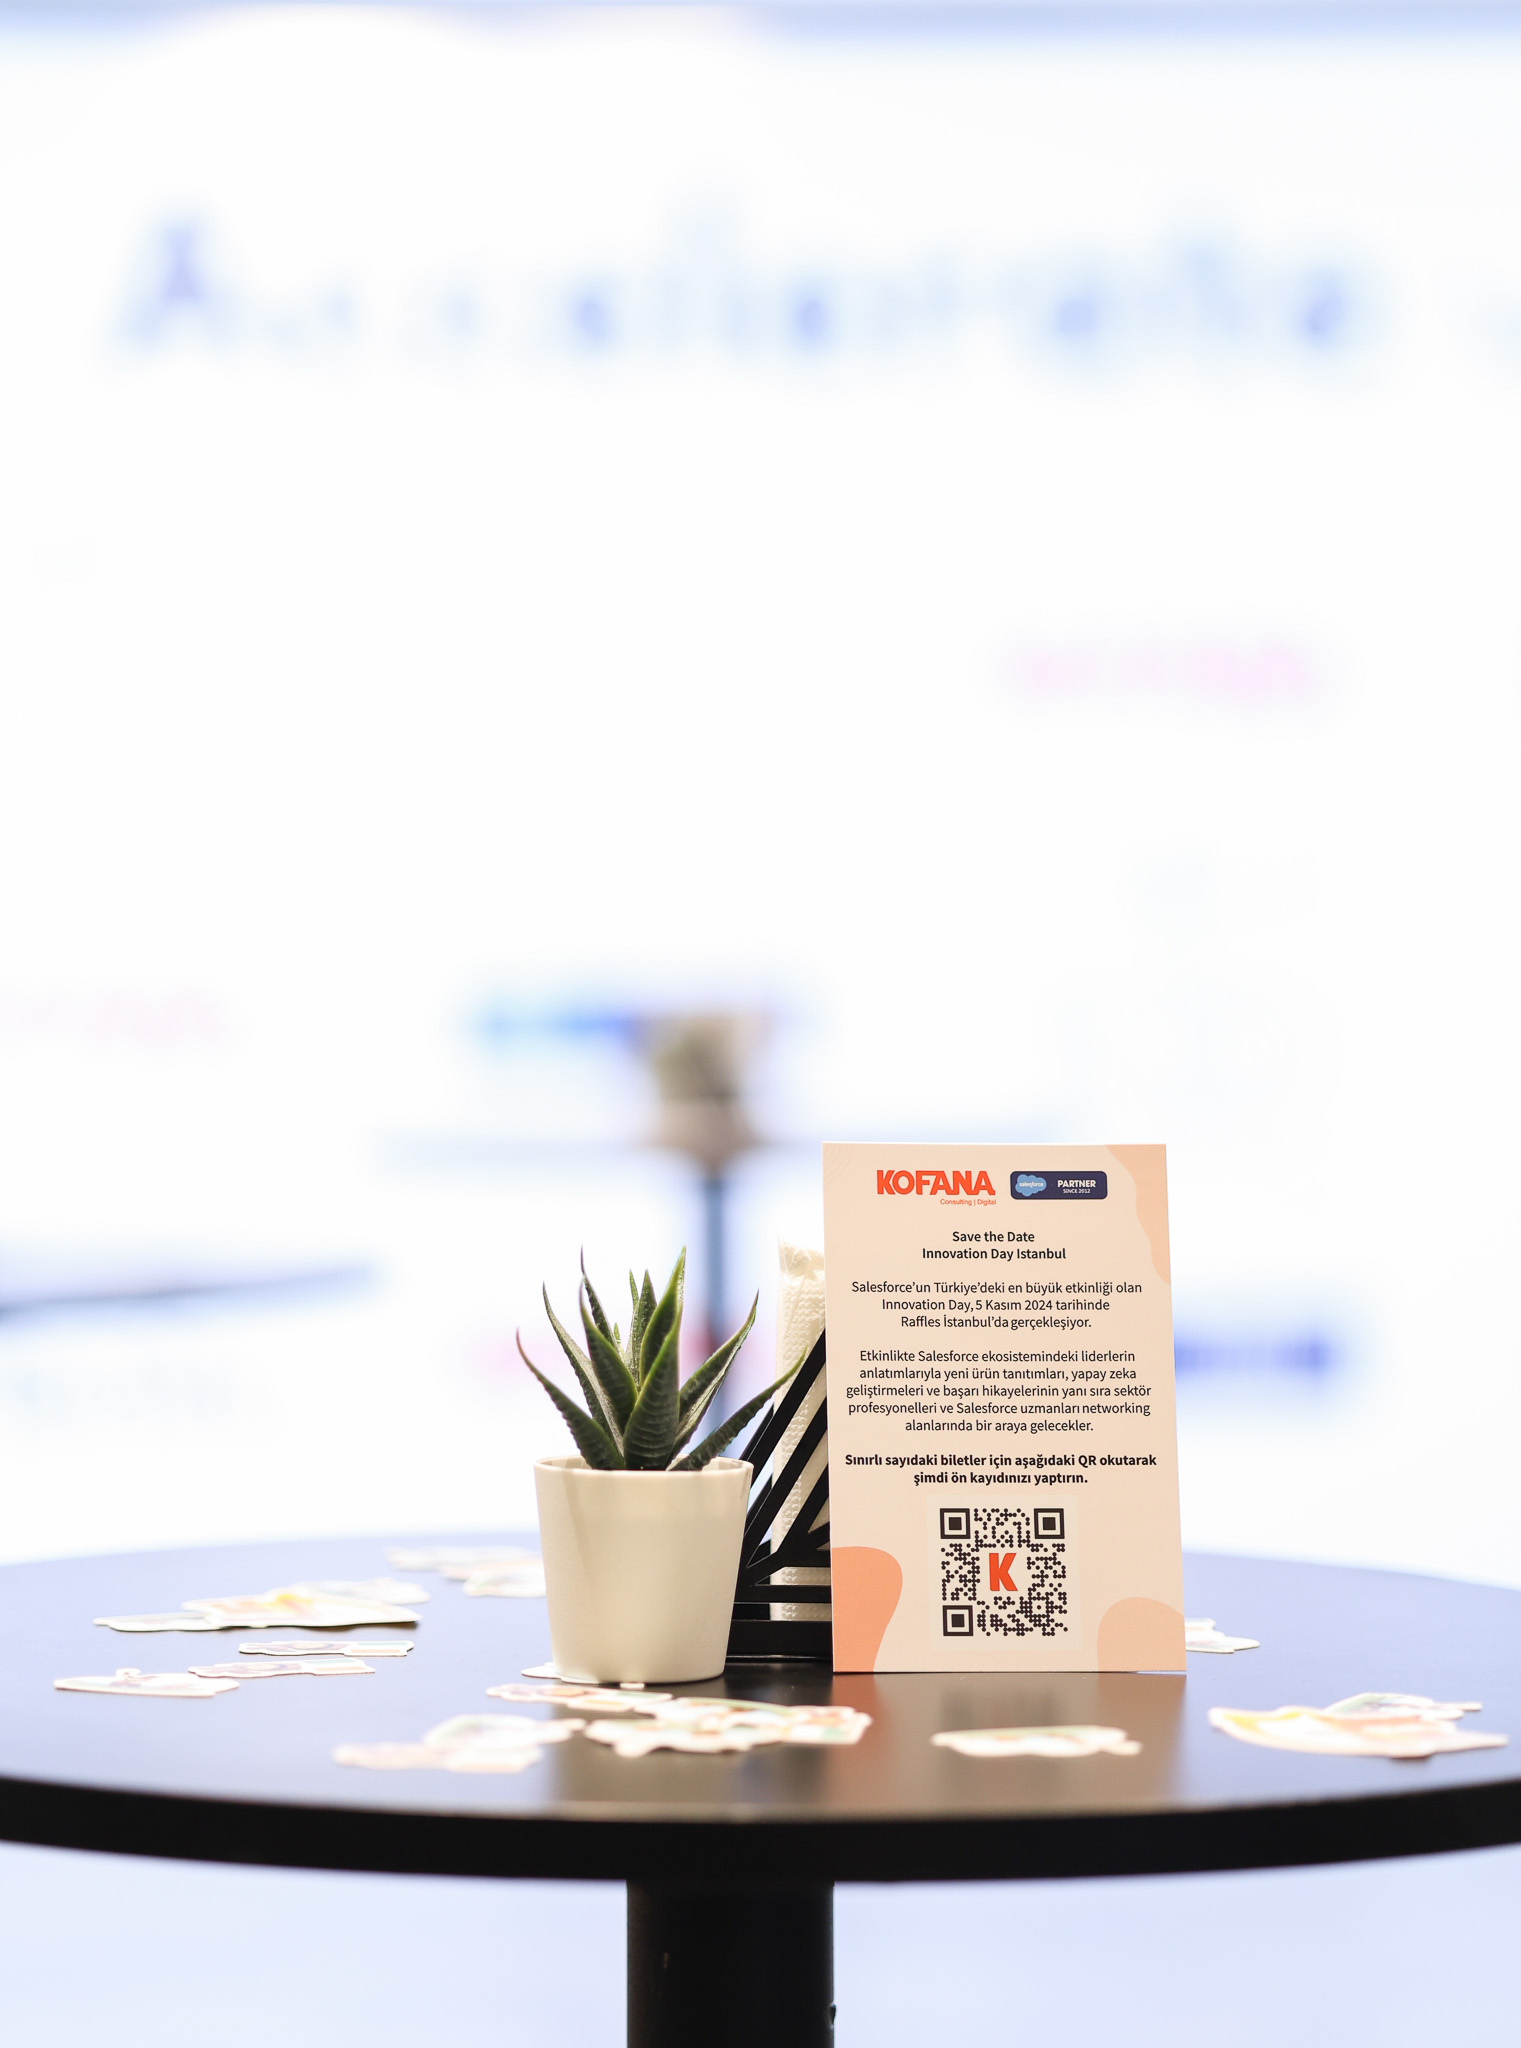 KOFANA
Consulting | Digital
salesforce
PARTNER
SINCE 2012
Save the Date
Innovation Day Istanbul
Salesforce'un Türkiye'deki en büyük etkinliği olan
Innovation Day, 5 Kasım 2024 tarihinde
Raffles İstanbul'da gerçekleşiyor.
Etkinlikte Salesforce ekosistemindeki liderlerin
anlatımlarıyla yeni ürün tanıtımları, yapay zeka
geliştirmeleri ve başarı hikayelerinin yanı sıra sektör
profesyonelleri ve Salesforce uzmanları networking
alanlarında bir araya gelecekler.
Sınırlı sayıdaki biletler için aşağıdaki QR okutarak
şimdi ön kayıdınızı yaptırın.
K